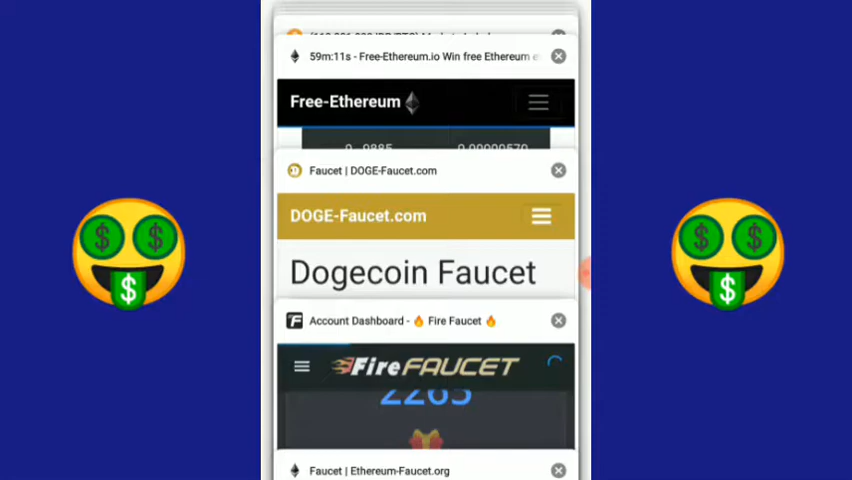 59m:11s - Free-Ethereum.io Win free Ethereum e
Free-Ethereum
Faucet | DOGE-Faucet.com
DOGE-Faucet.com
Dogecoin Faucet
Account Dashboard - 🔥 Fire Faucet 🔥
FireFAUCET
2265
Faucet | Ethereum-Faucet.org